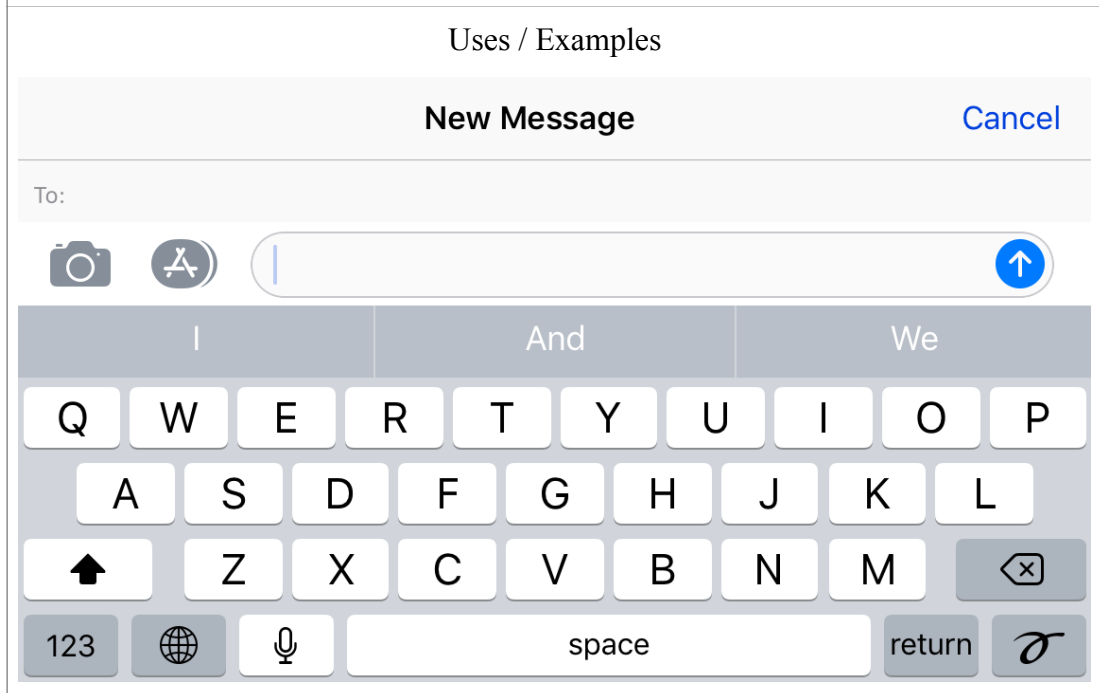 Uses / Examples
New Message Cancel
To:
I And We
Q W E R T Y U I O P
A S D F G H J K L
Z X C V B N M
123 space return